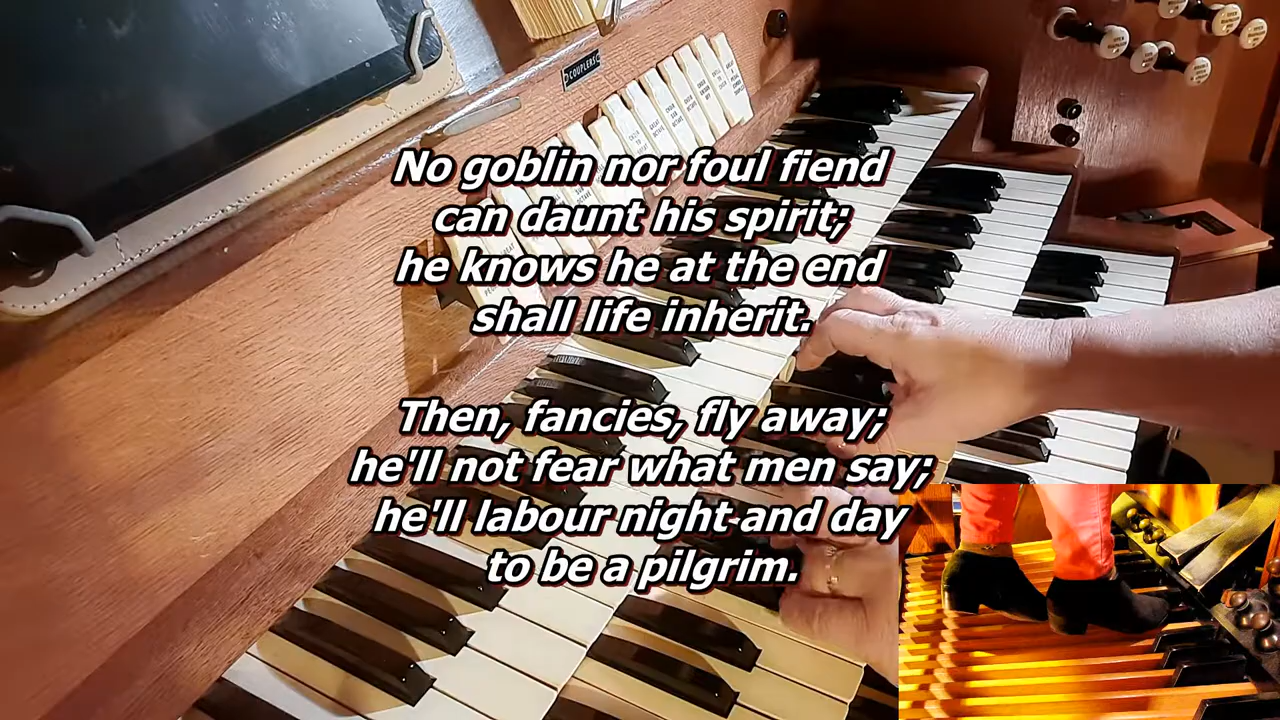 COUPLERS
No goblin nor foul fiend
can daunt his spirit;
he knows he at the end
shall life inherit.
Then, fancies, fly away;
he'll not fear what men say;
he'll labour night and day
to be a pilgrim.